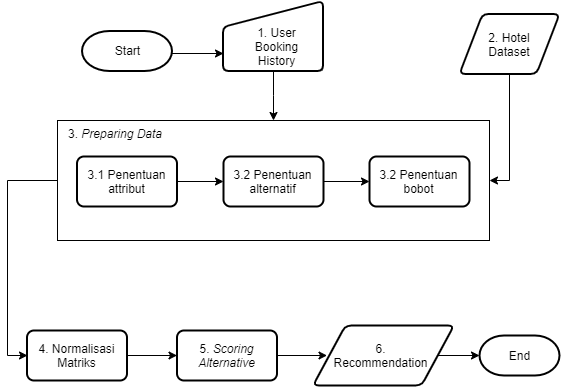 Start
1. User
Booking
History
2. Hotel
Dataset
3. Preparing Data
3.1 Penentuan
attribut
3.2 Penentuan
alternatif
3.2 Penentuan
bobot
4. Normalisasi
Matriks
5. Scoring
Alternative
6.
Recommendation
End